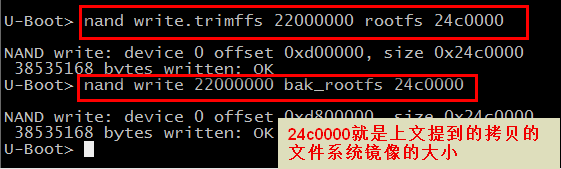 U-Boot> nand write.trimffs 22000000 rootfs 24c0000
NAND write: device 0 offset 0xd00000, size 0x24c0000
38535168 bytes written: OK
U-Boot> nand write 22000000 bak_rootfs 24c0000
NAND write: device 0 offset 0xd800000, size 0x24c0000
38535168 bytes written: OK
U-Boot>
24c0000就是上文提到的拷贝的
文件系统镜像的大小